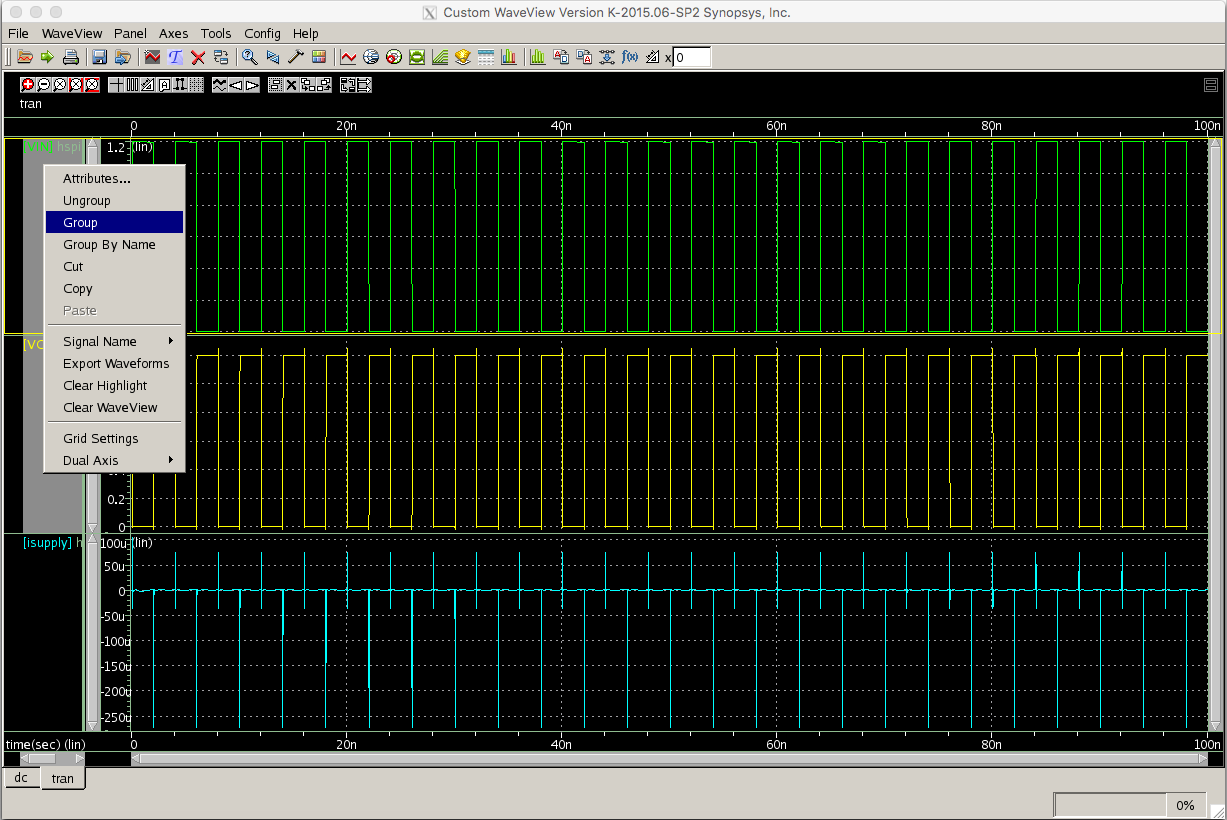 Custom WaveView Version K-2015.06-SP2 Synopsys, Inc.
File WaveView Panel Axes Tools Config Help
x 0
tran
0 20n 40n 60n 80n 100n
hspi
1.2 (lin)
Attributes...
Ungroup
Group
Group By Name
Cut
Copy
Paste
[VO
Signal Name
Export Waveforms
Clear Highlight
Clear WaveView
Grid Settings
Dual Axis
0.2
0
[isupply] h
100u (lin)
50u
0
-50u
-100u
-150u
-200u
-250u
time(sec) (lin) 0 20n 40n 60n 80n 100n
dc tran
0%